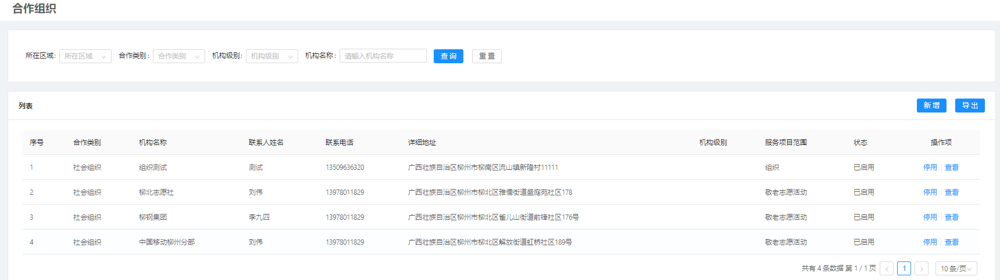 合作组织
所在区域: 所在区域 合作类别: 合作类别 机构级别: 机构级别 机构名称: 请输入机构名称 查询 重置
列表 新增 导出
序号 合作类别 机构名称 联系人姓名 联系电话 详细地址 机构级别 服务项目范围 状态 操作项
1 社会组织 组织测试 测试 13509636320 广西壮族自治区柳州市柳南区流山镇新隆村11111 组织 已启用 停用 查看
2 社会组织 柳北志愿社 刘伟 13978011829 广西壮族自治区柳州市柳北区雅儒街道盛庭苑社区178 敬老志愿活动 已启用 停用 查看
3 社会组织 柳钢集团 李九四 13978011829 广西壮族自治区柳州市柳北区雀儿山街道前锋社区176号 敬老志愿活动 已启用 停用 查看
4 社会组织 中国移动柳州分部 刘伟 13978011829 广西壮族自治区柳州市柳北区解放街道虹桥社区189号 敬老志愿活动 已启用 停用 查看
共有 4 条数据 第 1 / 1 页 < 1 > 10 条/页